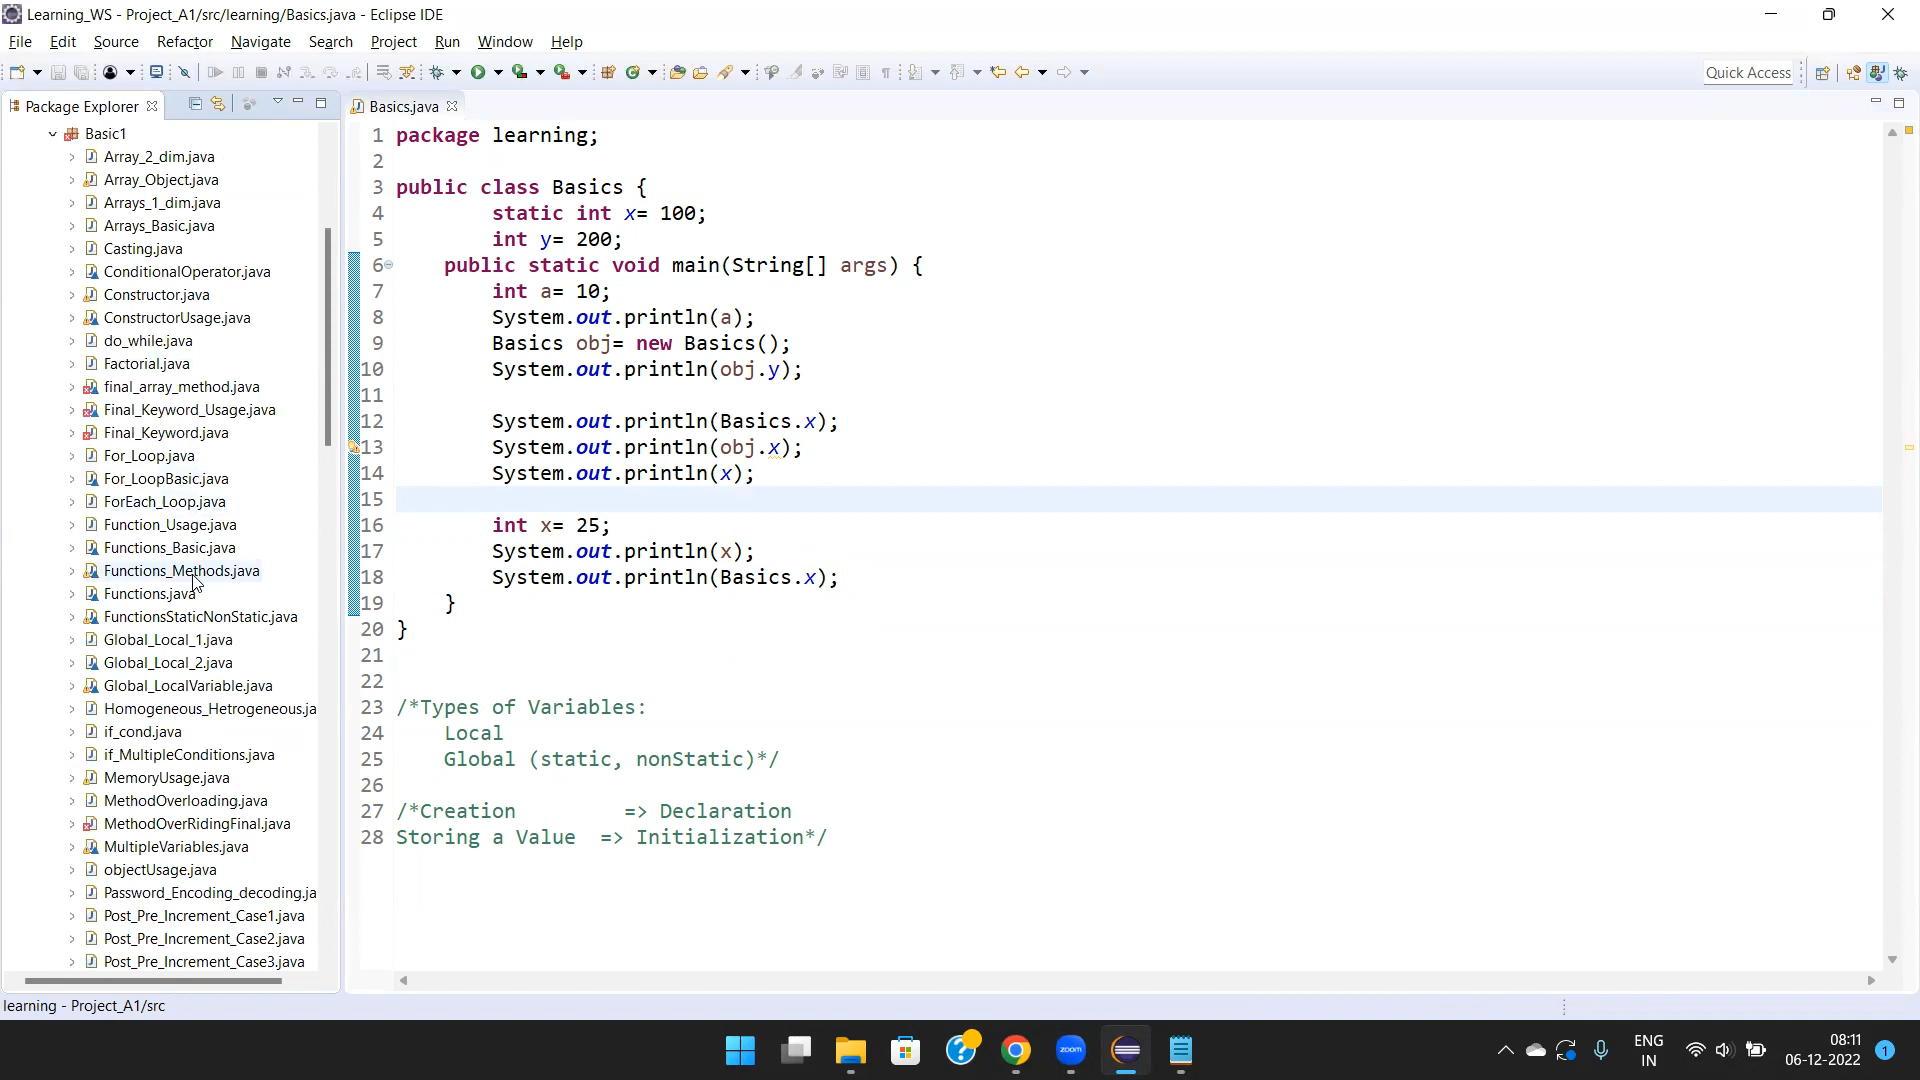 Learning_WS - Project_A1/src/learning/Basics.java - Eclipse IDE
File Edit Source Refactor Navigate Search Project Run Window Help
Quick Access
Package Explorer
Basics.java
Basic1
Array_2_dim.java
Array_Object.java
Arrays_1_dim.java
Arrays_Basic.java
Casting.java
ConditionalOperator.java
Constructor.java
ConstructorUsage.java
do_while.java
Factorial.java
final_array_method.java
Final_Keyword_Usage.java
Final_Keyword.java
For_Loop.java
For_LoopBasic.java
ForEach_Loop.java
Function_Usage.java
Functions_Basic.java
Functions_Methods.java
Functions.java
FunctionsStaticNonStatic.java
Global_Local_1.java
Global_Local_2.java
Global_LocalVariable.java
Homogeneous_Hetrogeneous.ja
if_cond.java
if_MultipleConditions.java
MemoryUsage.java
MethodOverloading.java
MethodOverRidingFinal.java
MultipleVariables.java
objectUsage.java
Password_Encoding_decoding.ja
Post_Pre_Increment_Case1.java
Post_Pre_Increment_Case2.java
Post_Pre_Increment_Case3.java
1 package learning;
2
3 public class Basics {
4 static int x= 100;
5 int y= 200;
6 public static void main(String[] args) {
7 int a= 10;
8 System.out.println(a);
9 Basics obj= new Basics();
10 System.out.println(obj.y);
11
12 System.out.println(Basics.x);
13 System.out.println(obj.x);
14 System.out.println(x);
15
16 int x= 25;
17 System.out.println(x);
18 System.out.println(Basics.x);
19 }
20 }
21
22
23 /*Types of Variables:
24 Local
25 Global (static, nonStatic)*/
26
27 /*Creation => Declaration
28 Storing a Value => Initialization*/
learning - Project_A1/src
zoom
ENG
IN
08:11
06-12-2022
1